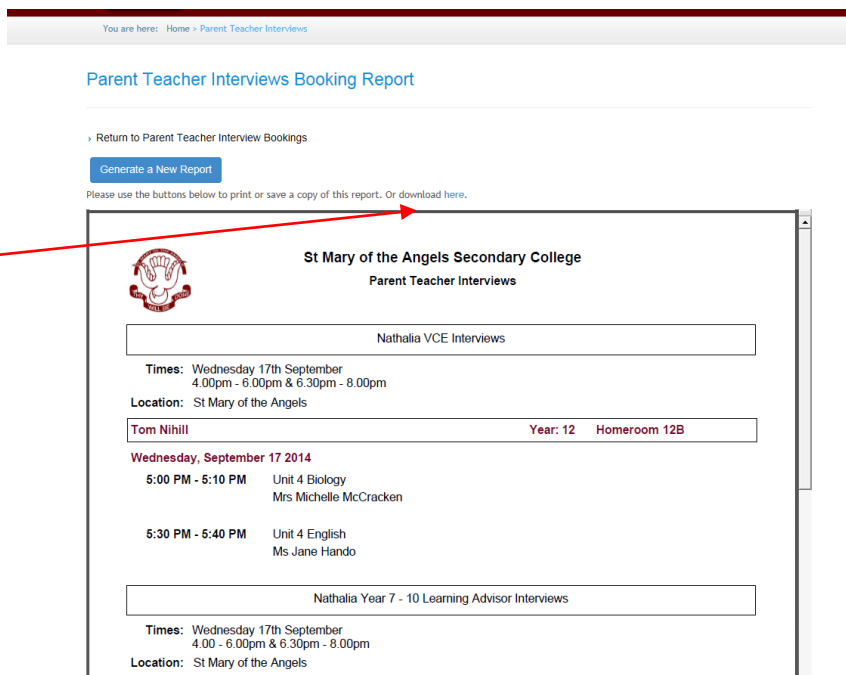 You are here: Home > Parent Teacher Interviews
Parent Teacher Interviews Booking Report
› Return to Parent Teacher Interview Bookings
Generate a New Report
Please use the buttons below to print or save a copy of this report. Or download here.
St Mary of the Angels Secondary College
Parent Teacher Interviews
Nathalia VCE Interviews
Times: Wednesday 17th September
4.00pm - 6.00pm & 6.30pm - 8.00pm
Location: St Mary of the Angels
Tom Nihill Year: 12 Homeroom 12B
Wednesday, September 17 2014
5:00 PM - 5:10 PM Unit 4 Biology
Mrs Michelle McCracken
5:30 PM - 5:40 PM Unit 4 English
Ms Jane Hando
Nathalia Year 7 - 10 Learning Advisor Interviews
Times: Wednesday 17th September
4.00 - 6.00pm & 6.30pm - 8.00pm
Location: St Mary of the Angels